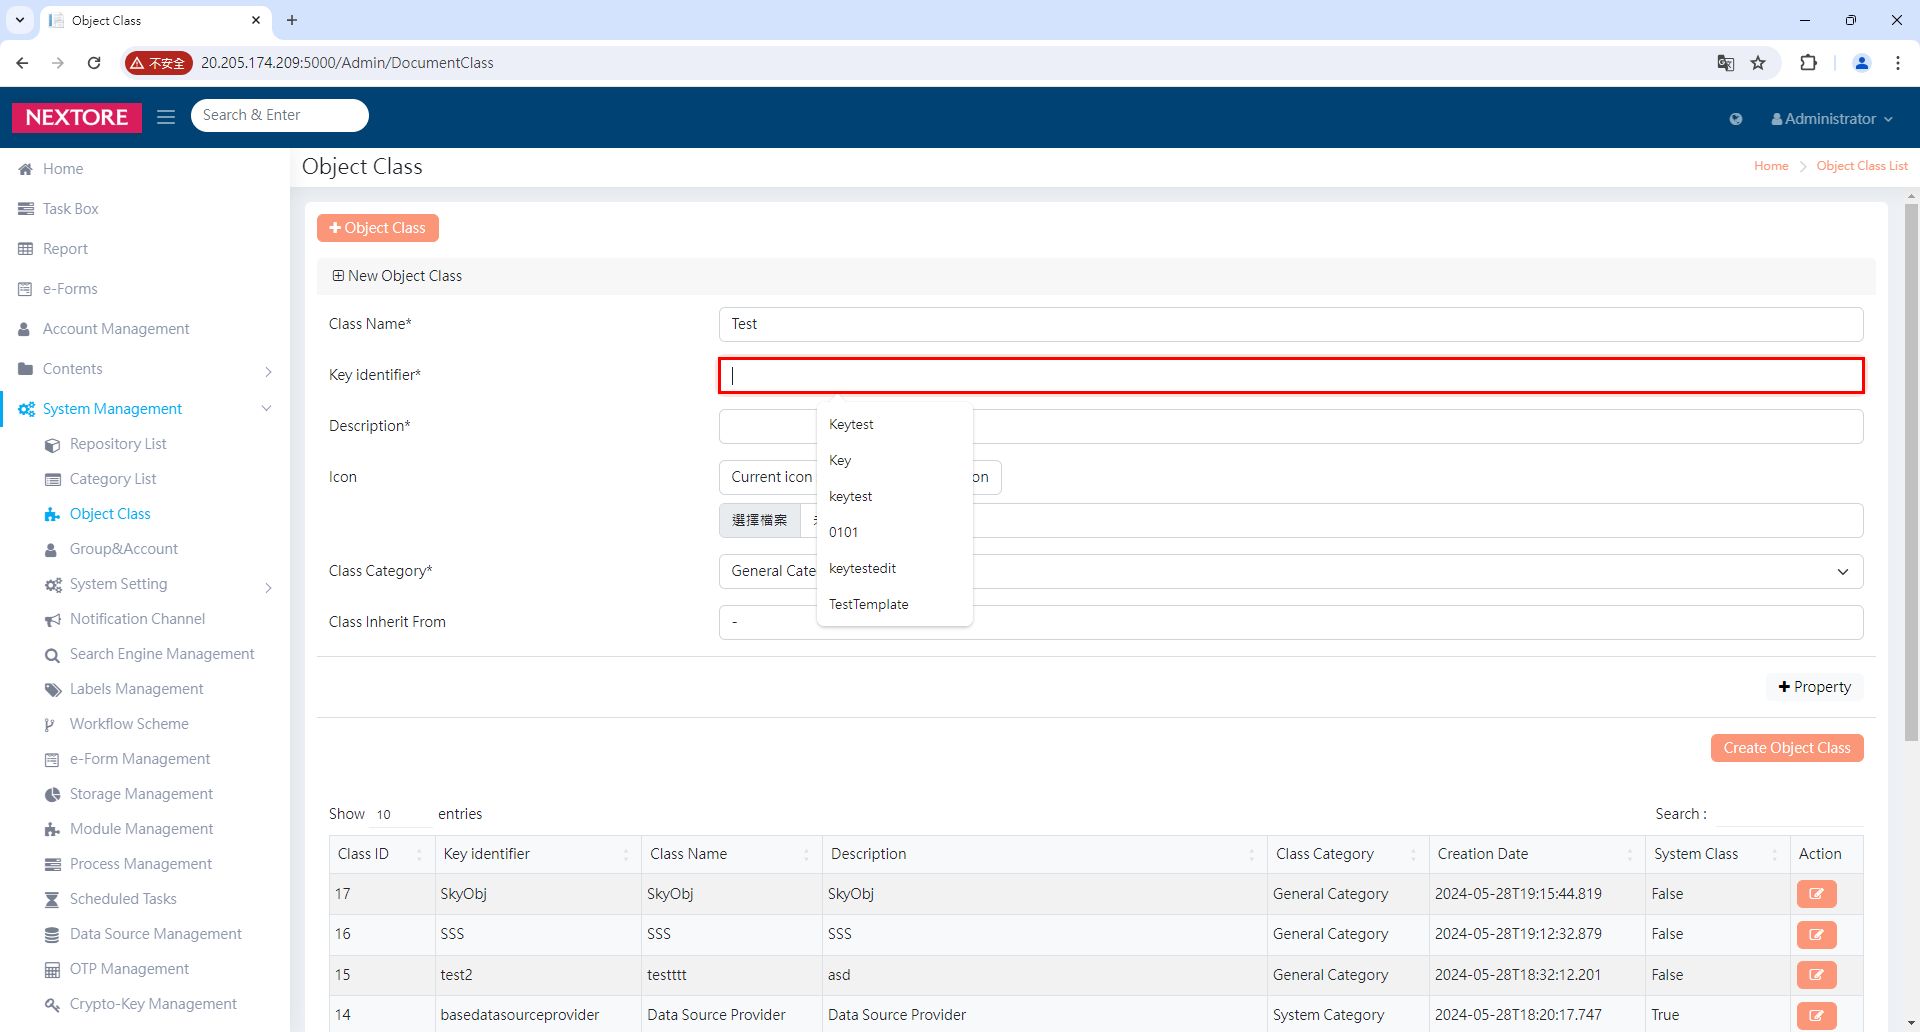 Object Class
不安全 20.205.174.209:5000/Admin/DocumentClass
NEXTORE Search & Enter Administrator
Home
Task Box
Report
e-Forms
Account Management
Contents
System Management
Repository List
Category List
Object Class
Group&Account
System Setting
Notification Channel
Search Engine Management
Labels Management
Workflow Scheme
e-Form Management
Storage Management
Module Management
Process Management
Scheduled Tasks
Data Source Management
OTP Management
Crypto-Key Management
Object Class Home Object Class List
Object Class
New Object Class
Class Name* Test
Key identifier*
Keytest
Key
keytest
0101
keytestedit
TestTemplate
Description*
Icon Current icon on
選擇檔案
Class Category* General Cate
Class Inherit From -
Property
Create Object Class
Show 10 entries Search :
Class ID Key identifier Class Name Description Class Category Creation Date System Class Action
17 SkyObj SkyObj SkyObj General Category 2024-05-28T19:15:44.819 False
16 SSS SSS SSS General Category 2024-05-28T19:12:32.879 False
15 test2 testttt asd General Category 2024-05-28T18:32:12.201 False
14 basedatasourceprovider Data Source Provider Data Source Provider System Category 2024-05-28T18:20:17.747 True